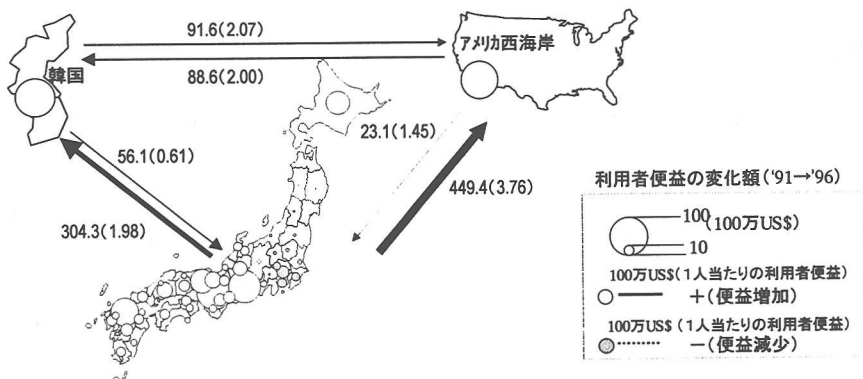 91.6(2.07)
アメリカ西海岸
韓国
88.6(2.00)
23.1(1.45)
56.1(0.61)
449.4(3.76)
304.3(1.98)
利用者便益の変化額('91→'96)
100(100万US$)
10
100万US$(1人当たりの利用者便益)
+(便益増加)
100万US$(1人当たりの利用者便益)
−(便益減少)